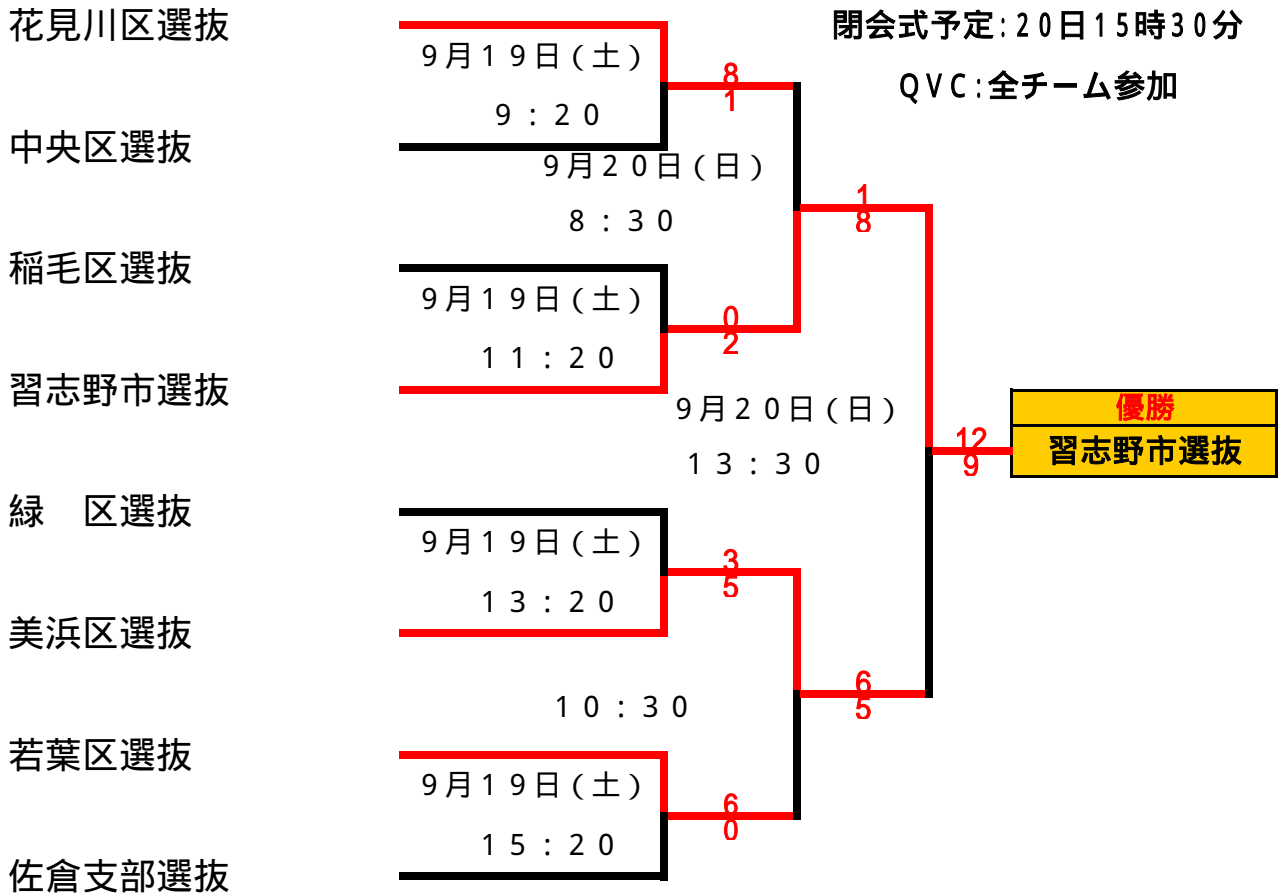 花見川区選抜
閉会式予定:20日15時30分
9月19日(土)
8
1
QVC:全チーム参加
9:20
中央区選抜
9月20日(日)
1
8
8:30
稲毛区選抜
9月19日(土)
0
2
11:20
習志野市選抜
9月20日(日)
優勝
12
9
習志野市選抜
13:30
緑　区選抜
9月19日(土)
3
5
13:20
美浜区選抜
6
5
10:30
若葉区選抜
9月19日(土)
6
0
15:20
佐倉支部選抜